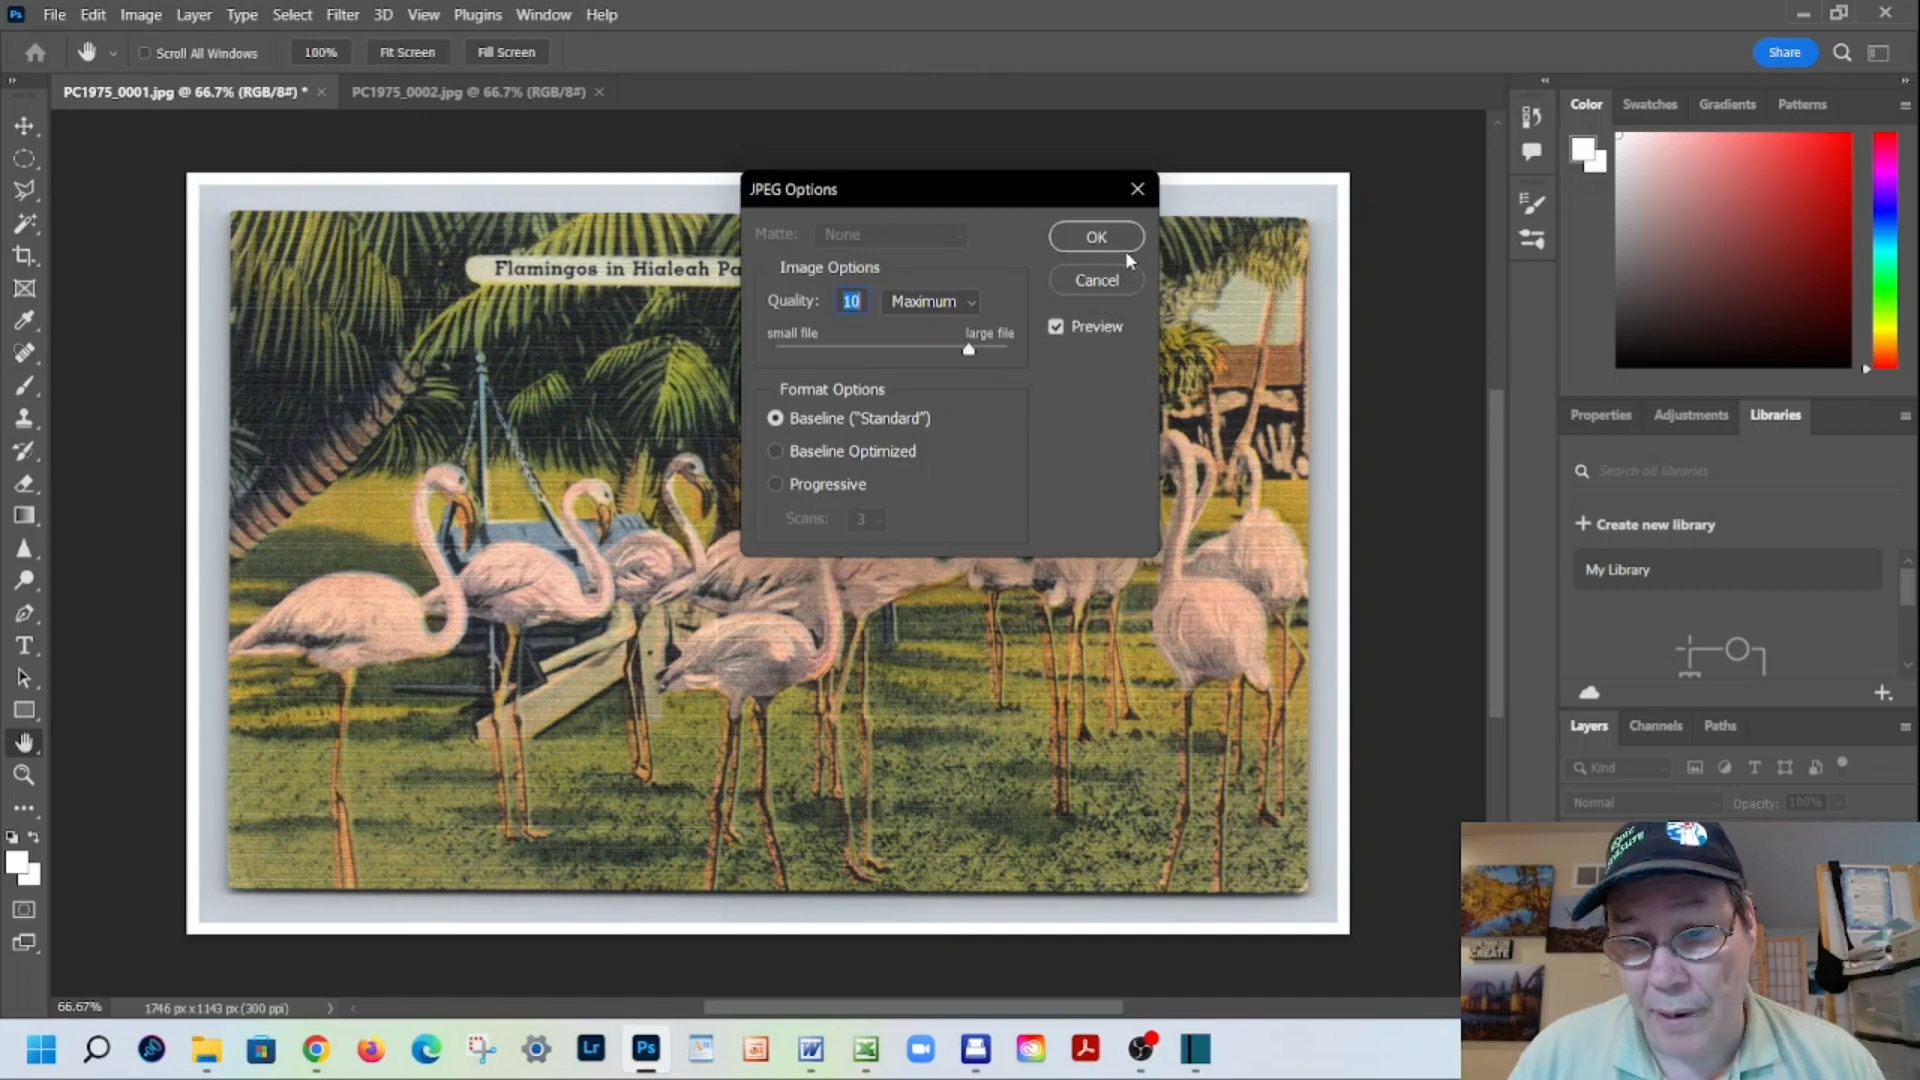 Ps File Edit Image Layer Type Select Filter 3D View Plugins Window Help
Scroll All Windows 100% Fit Screen Fill Screen Share
PC1975_0001.jpg @ 66.7% (RGB/8#) * PC1975_0002.jpg @ 66.7% (RGB/8#)
Color Swatches Gradients Patterns
JPEG Options
Matte: None
OK
Flamingos in Hialeah Pa
Image Options
Cancel
Quality: 10 Maximum
Preview
small file large file
Format Options
Baseline ("Standard")
Baseline Optimized
Progressive
Scans: 3
Properties Adjustments Libraries
Search all libraries
+ Create new library
My Library
Layers Channels Paths
Kind
Normal Opacity: 100%
66.67% 1746 px x 1143 px (300 ppi)
CREATE
Lr Ps